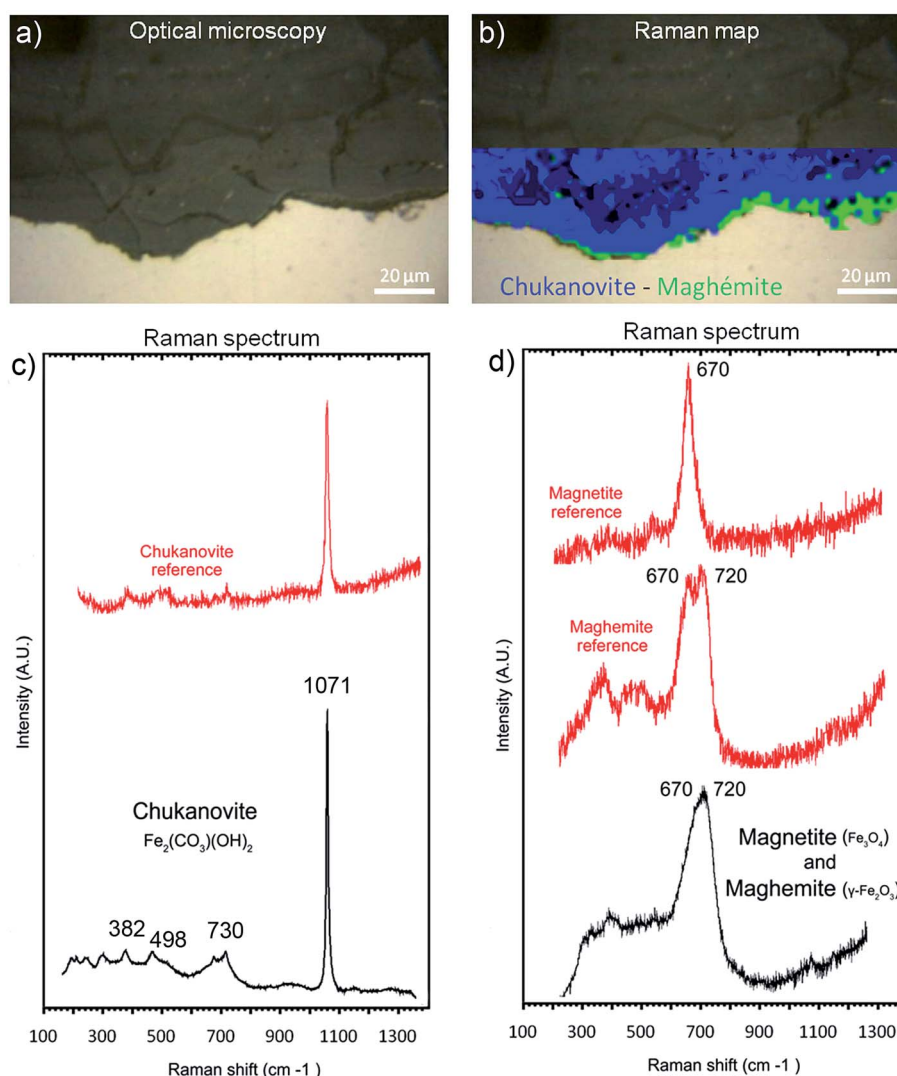 a)
Optical microscopy
20 µm
b)
Raman map
20 µm
Chukanovite - Maghémite
c)
Raman spectrum
Chukanovite
reference
1071
Chukanovite
Fe₂(CO₃)(OH)₂
382
498
730
Intensity (A.U.)
100 300 500 700 900 1100 1300
Raman shift (cm -1 )
d)
Raman spectrum
670
Magnetite
reference
670 720
Maghemite
reference
670 720
Magnetite (Fe₃O₄)
and
Maghemite (γ-Fe₂O₃)
Intensity (A.U.)
100 300 500 700 900 1100 1300
Raman shift (cm -1 )